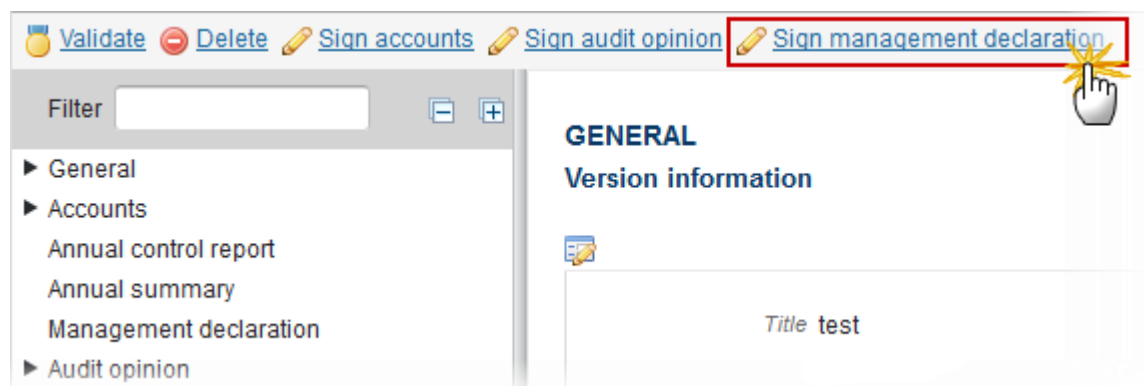 Validate Delete Sign accounts Sign audit opinion Sign management declaration
Filter
General
Accounts
Annual control report
Annual summary
Management declaration
Audit opinion
GENERAL
Version information
Title test